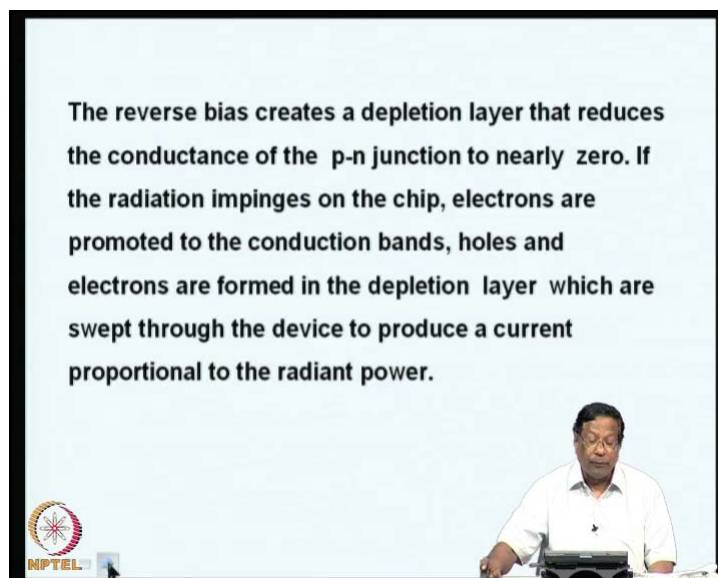 The reverse bias creates a depletion layer that reduces
the conductance of the p-n junction to nearly zero. If
the radiation impinges on the chip, electrons are
promoted to the conduction bands, holes and
electrons are formed in the depletion layer which are
swept through the device to produce a current
proportional to the radiant power.
NPTEL